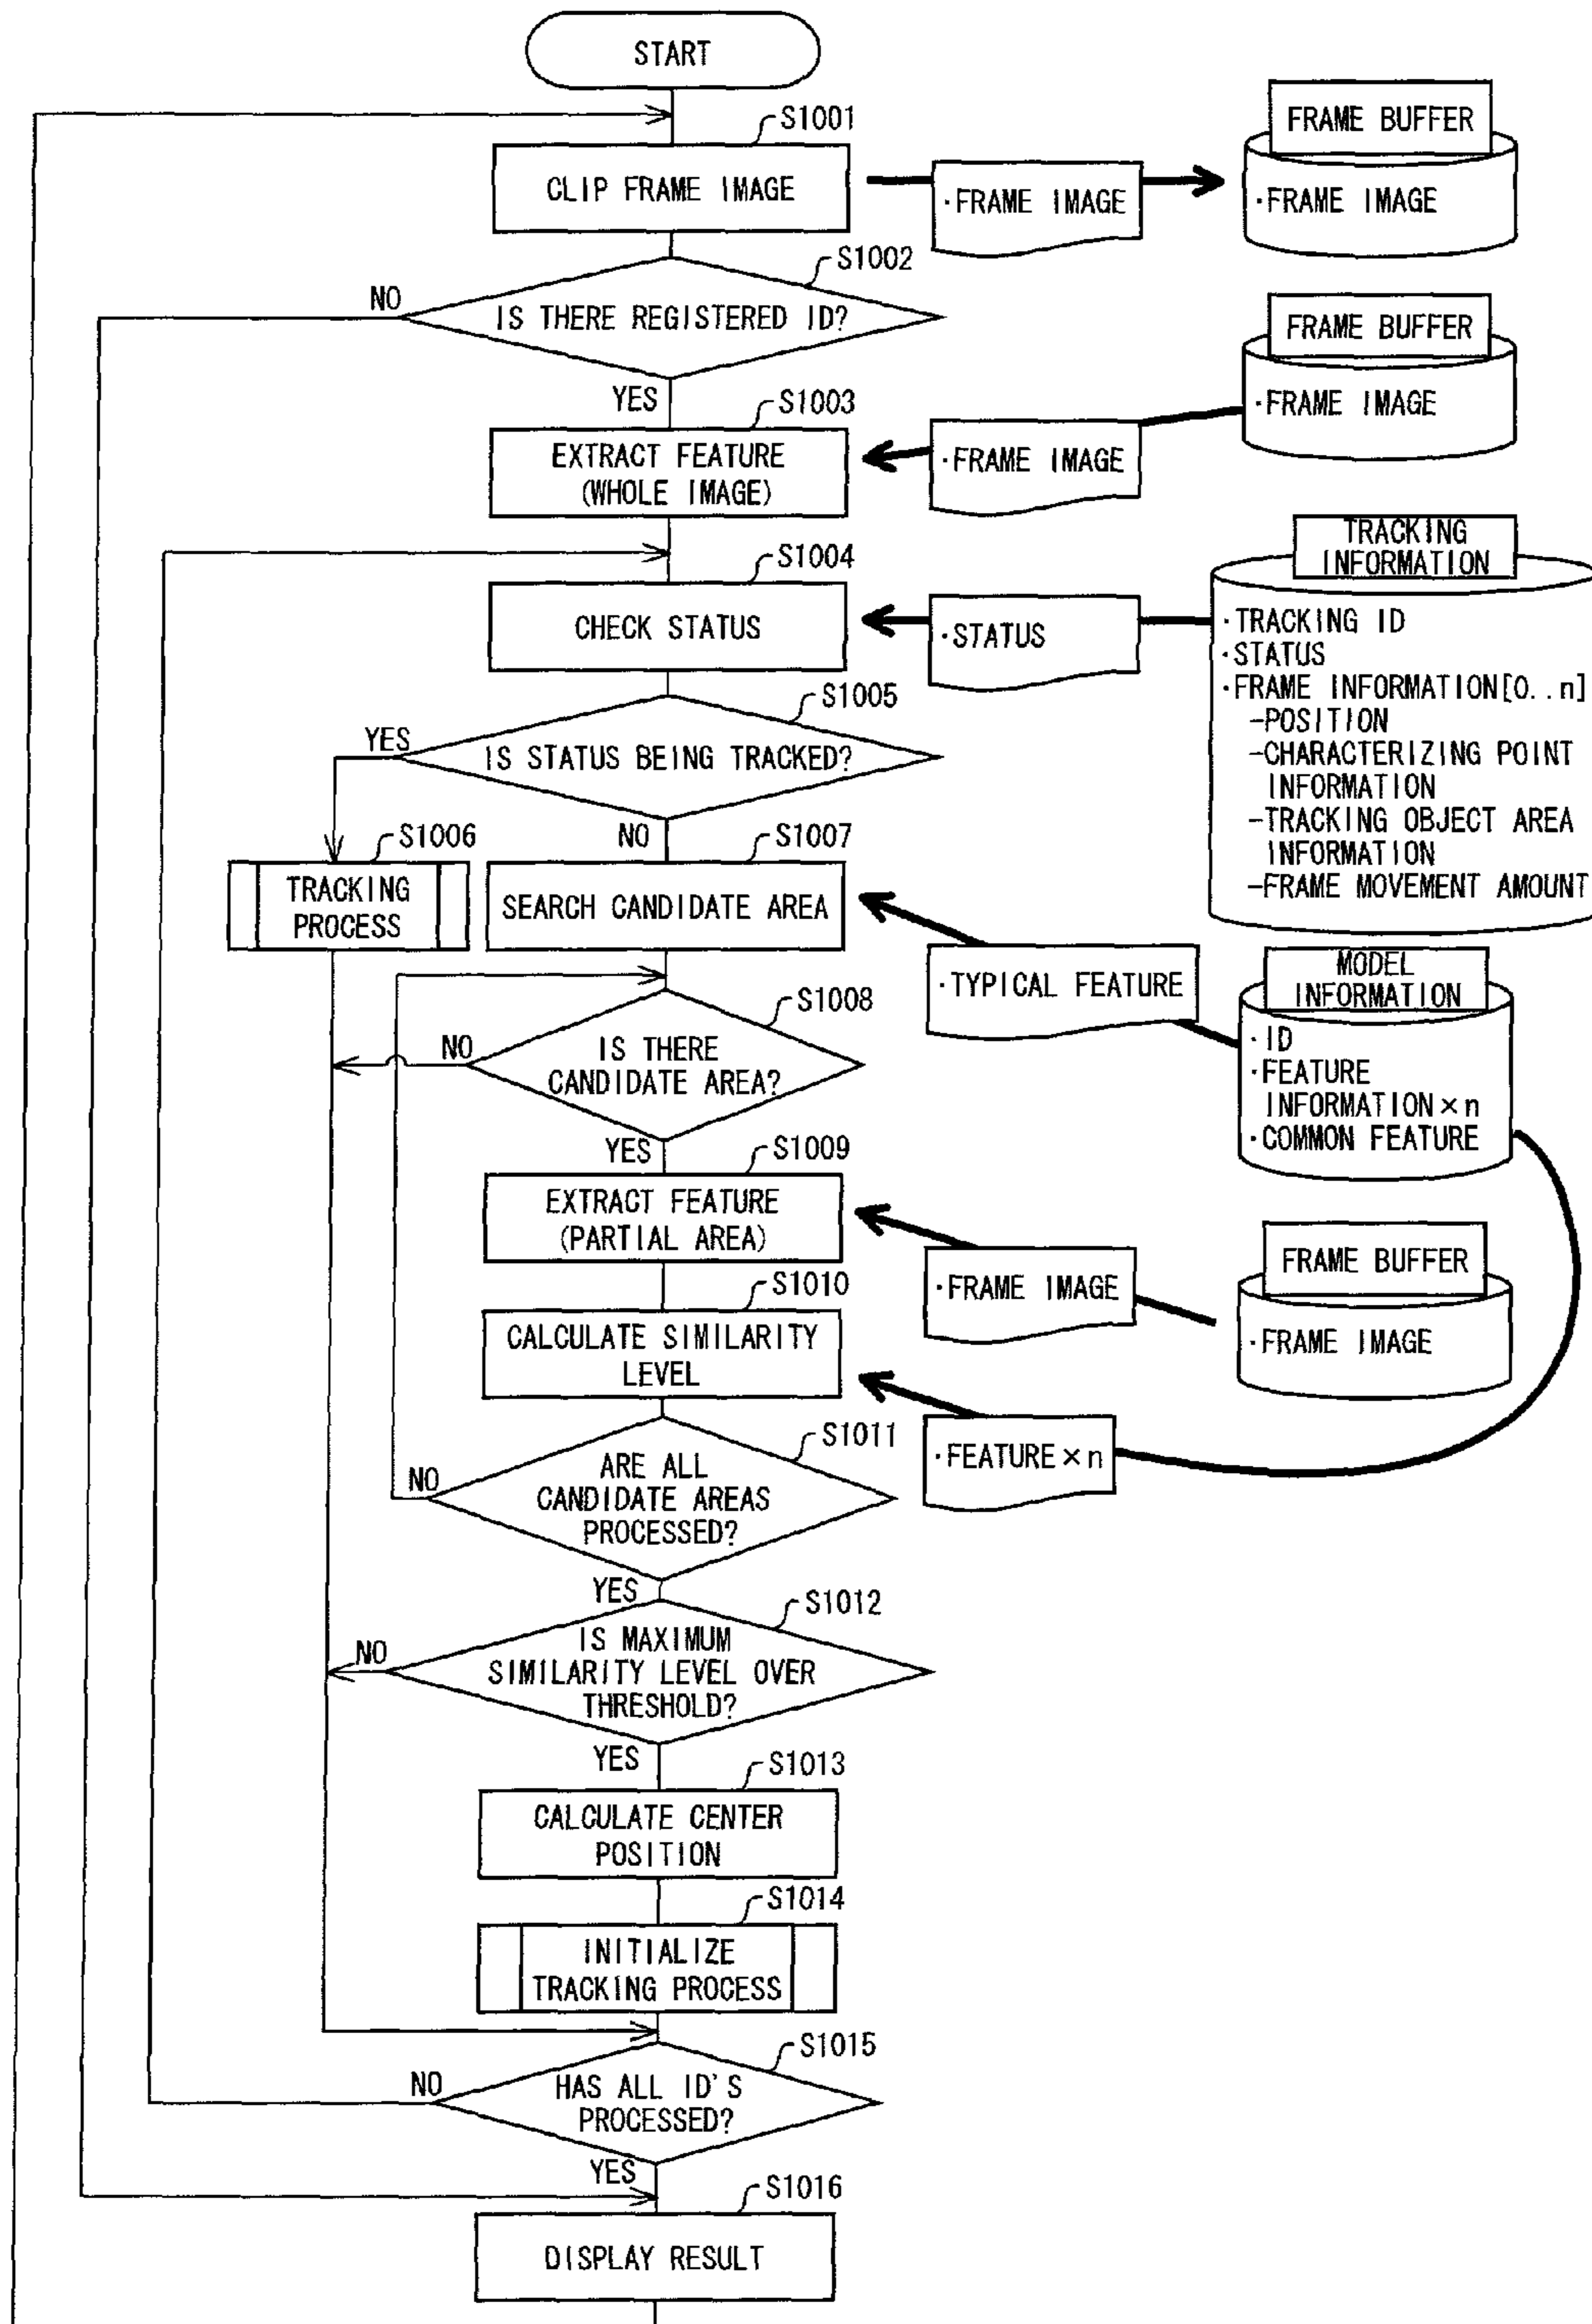 START
S1001
CLIP FRAME IMAGE
·FRAME IMAGE
FRAME BUFFER
·FRAME IMAGE
S1002
NO
IS THERE REGISTERED ID?
YES
FRAME BUFFER
·FRAME IMAGE
S1003
EXTRACT FEATURE
(WHOLE IMAGE)
·FRAME IMAGE
S1004
CHECK STATUS
·STATUS
TRACKING
INFORMATION
·TRACKING ID
·STATUS
·FRAME INFORMATION[0..n]
-POSITION
-CHARACTERIZING POINT
INFORMATION
-TRACKING OBJECT AREA
INFORMATION
-FRAME MOVEMENT AMOUNT
S1005
YES
IS STATUS BEING TRACKED?
NO
S1006
TRACKING
PROCESS
S1007
SEARCH CANDIDATE AREA
·TYPICAL FEATURE
MODEL
INFORMATION
·ID
·FEATURE
INFORMATION×n
·COMMON FEATURE
S1008
NO
IS THERE
CANDIDATE AREA?
YES
S1009
EXTRACT FEATURE
(PARTIAL AREA)
·FRAME IMAGE
FRAME BUFFER
·FRAME IMAGE
S1010
CALCULATE SIMILARITY
LEVEL
·FEATURE×n
S1011
NO
ARE ALL
CANDIDATE AREAS
PROCESSED?
YES
S1012
NO
IS MAXIMUM
SIMILARITY LEVEL OVER
THRESHOLD?
YES
S1013
CALCULATE CENTER
POSITION
S1014
INITIALIZE
TRACKING PROCESS
S1015
NO
HAS ALL ID'S
PROCESSED?
YES
S1016
DISPLAY RESULT